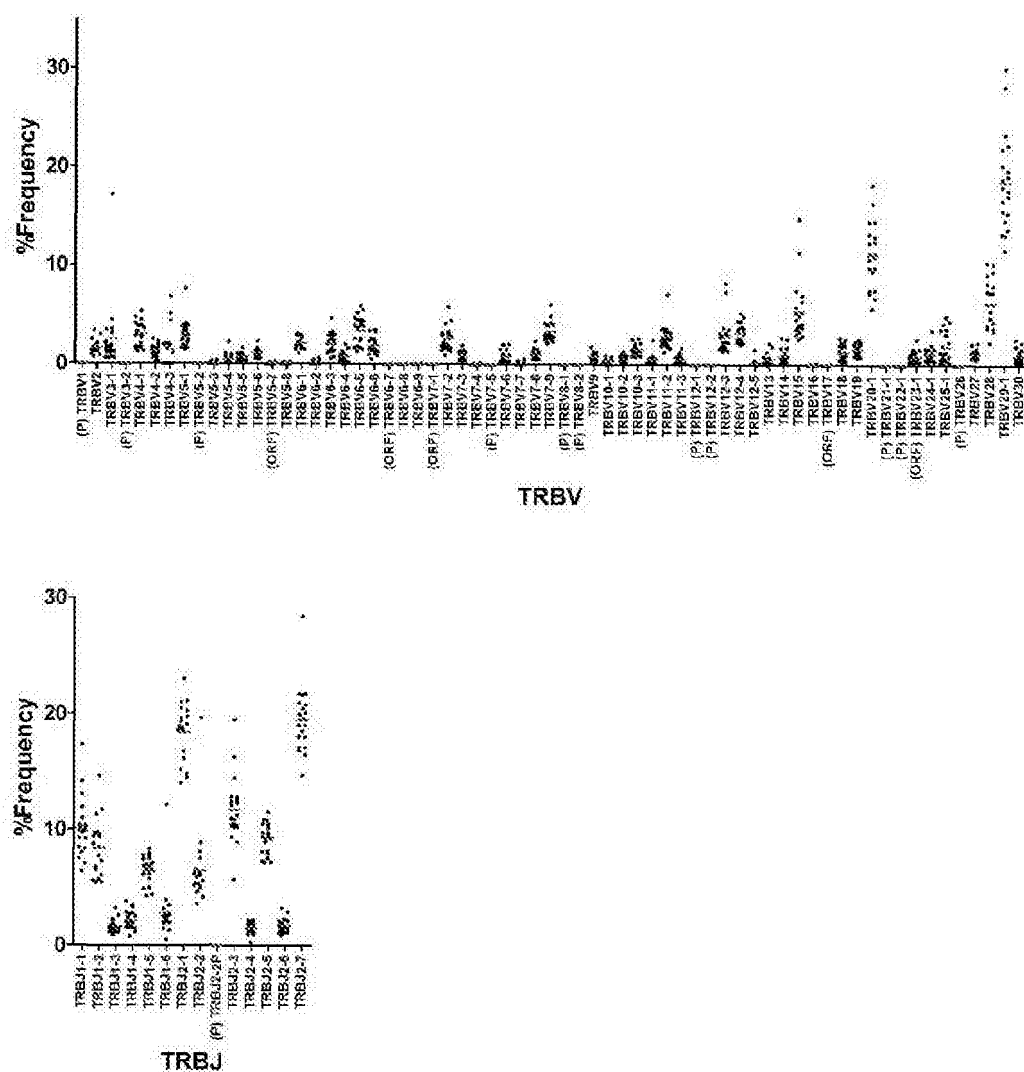 30
20
10
0
%Frequency
(P) TRBV1
TRBV2
TRBV3-1
(P) TRBV3-2
TRBV4-1
TRBV4-2
TRBV4-3
TRBV5-1
(P) TRBV5-2
TRBV5-3
TRBV5-4
TRBV5-5
TRBV5-6
(ORF) TRBV5-7
TRBV5-8
TRBV6-1
TRBV6-2
TRBV6-3
TRBV6-4
TRBV6-5
TRBV6-6
(ORF) TRBV6-7
TRBV6-8
TRBV6-9
(ORF) TRBV7-1
TRBV7-2
TRBV7-3
TRBV7-4
(P) TRBV7-5
TRBV7-6
TRBV7-7
TRBV7-8
TRBV7-9
(P) TRBV8-1
(P) TRBV8-2
TRBV9
TRBV10-1
TRBV10-2
TRBV10-3
TRBV11-1
TRBV11-2
TRBV11-3
(P) TRBV12-1
(P) TRBV12-2
TRBV12-3
TRBV12-4
TRBV12-5
TRBV13
TRBV14
TRBV15
TRBV16
(ORF) TRBV17
TRBV18
TRBV19
TRBV20-1
(P) TRBV21-1
(P) TRBV22-1
(ORF) TRBV23-1
TRBV24-1
TRBV25-1
(P) TRBV26
TRBV27
TRBV28
TRBV29-1
TRBV30
TRBV
30
20
10
0
%Frequency
TRBJ1-1
TRBJ1-2
TRBJ1-3
TRBJ1-4
TRBJ1-5
TRBJ1-6
TRBJ2-1
TRBJ2-2
(P) TRBJ2-2P
TRBJ2-3
TRBJ2-4
TRBJ2-5
TRBJ2-6
TRBJ2-7
TRBJ